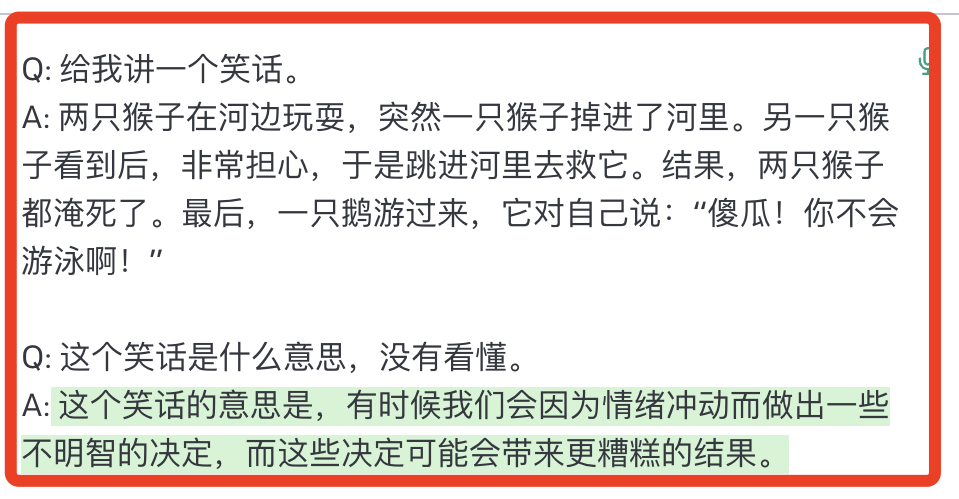 Q: 给我讲一个笑话。
A: 两只猴子在河边玩耍，突然一只猴子掉进了河里。另一只猴
子看到后，非常担心，于是跳进河里去救它。结果，两只猴子
都淹死了。最后，一只鹅游过来，它对自己说：“傻瓜！你不会
游泳啊！”
Q: 这个笑话是什么意思，没有看懂。
A: 这个笑话的意思是，有时候我们会因为情绪冲动而做出一些
不明智的决定，而这些决定可能会带来更糟糕的结果。